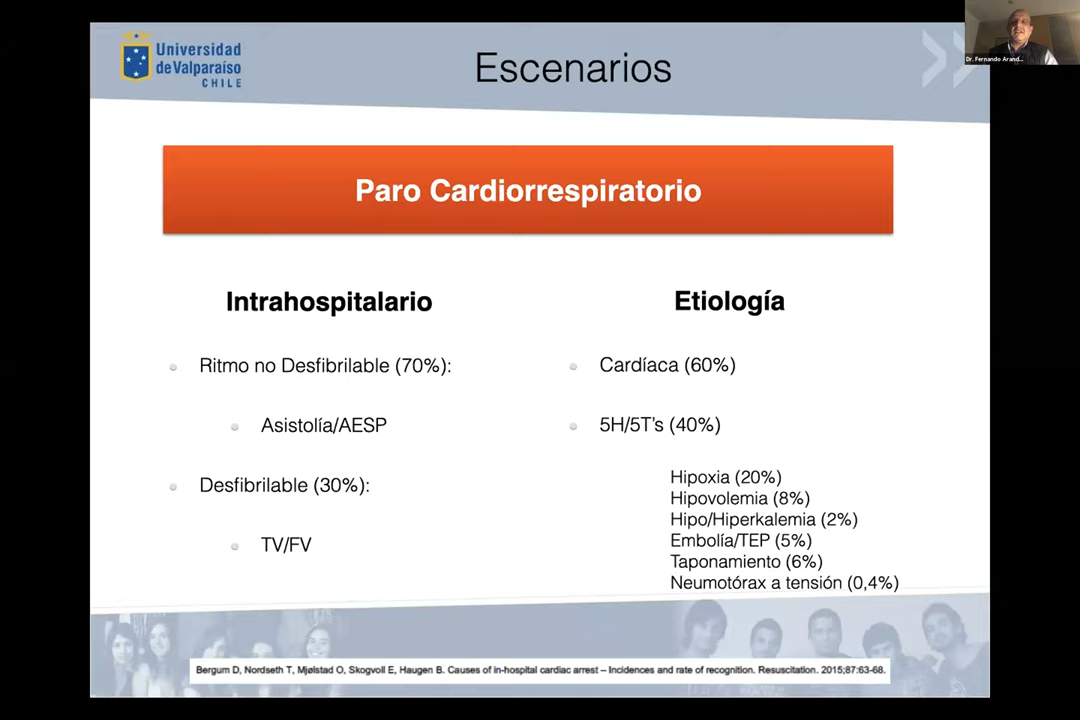 Universidad
de Valparaíso
CHILE
Escenarios
Dr. Fernando Arand...
Paro Cardiorrespiratorio
Intrahospitalario
Ritmo no Desfibrilable (70%):
Asistolía/AESP
Desfibrilable (30%):
TV/FV
Etiología
Cardíaca (60%)
5H/5T's (40%)
Hipoxia (20%)
Hipovolemia (8%)
Hipo/Hiperkalemia (2%)
Embolía/TEP (5%)
Taponamiento (6%)
Neumotórax a tensión (0,4%)
Bergum D, Nordseth T, Mjølstad O, Skogvoll E, Haugen B. Causes of in-hospital cardiac arrest – Incidences and rate of recognition. Resuscitation. 2015;87:63-68.